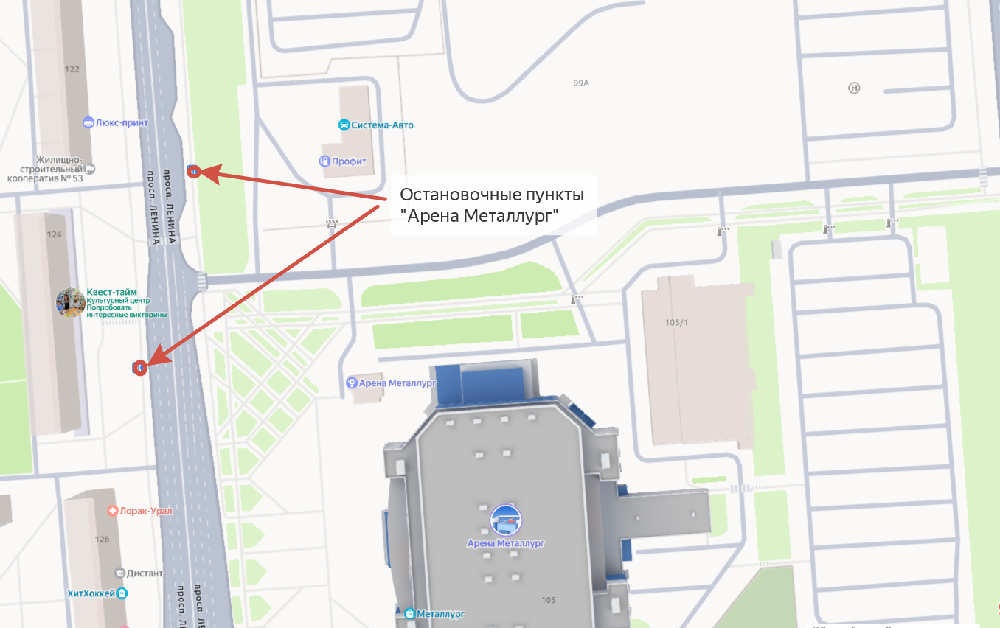 122
99А
Н
Люкс-принт
Система-Авто
Жилищно-
строительный
кооператив № 53
Профит
просп. ЛЕНИНА
просп. ЛЕНИНА
Остановочные пункты
"Арена Металлург"
124
Квест-тайм
Культурный центр
Попробовать
интересные викторины
105/1
Арена Металлург
Лорак-Урал
126
Арена Металлург
Дистант
ХитХоккей
105
Металлург
просп. Л
просп. ЛЕ